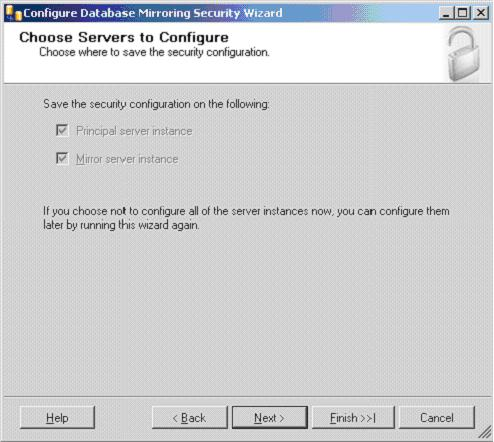 Configure Database Mirroring Security Wizard
Choose Servers to Configure
Choose where to save the security configuration.
Save the security configuration on the following:
Principal server instance
Mirror server instance
If you choose not to configure all of the server instances now, you can configure them
later by running this wizard again.
Help
< Back
Next >
Finish >>|
Cancel